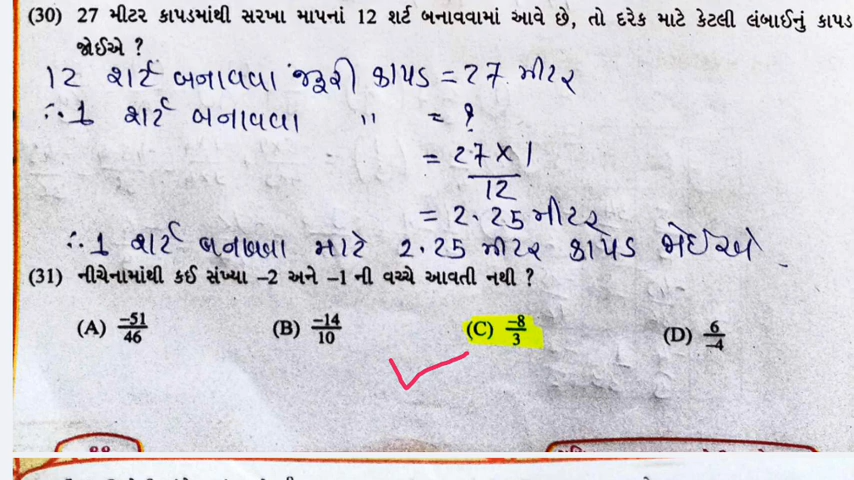 (30) 27 મીટર કાપડમાંથી સરખા માપનાં 12 શર્ટ બનાવવામાં આવે છે, તો દરેક માટે કેટલી લંબાઈનું કાપડ
જોઈએ ?
12 શર્ટ બનાવવા જરૂરી કાપડ = 27 મીટર
∴ 1 શર્ટ બનાવવા " = ?
= 27 × 1
12
= 2.25 મીટર
∴ 1 શર્ટ બનાવવા માટે 2.25 મીટર કાપડ જોઈએ
(31) નીચેનામાંથી કઈ સંખ્યા –2 અને –1 ની વચ્ચે આવતી નથી ?
(A) –51/46 (B) –14/10 (C) –8/3 (D) 6/–4